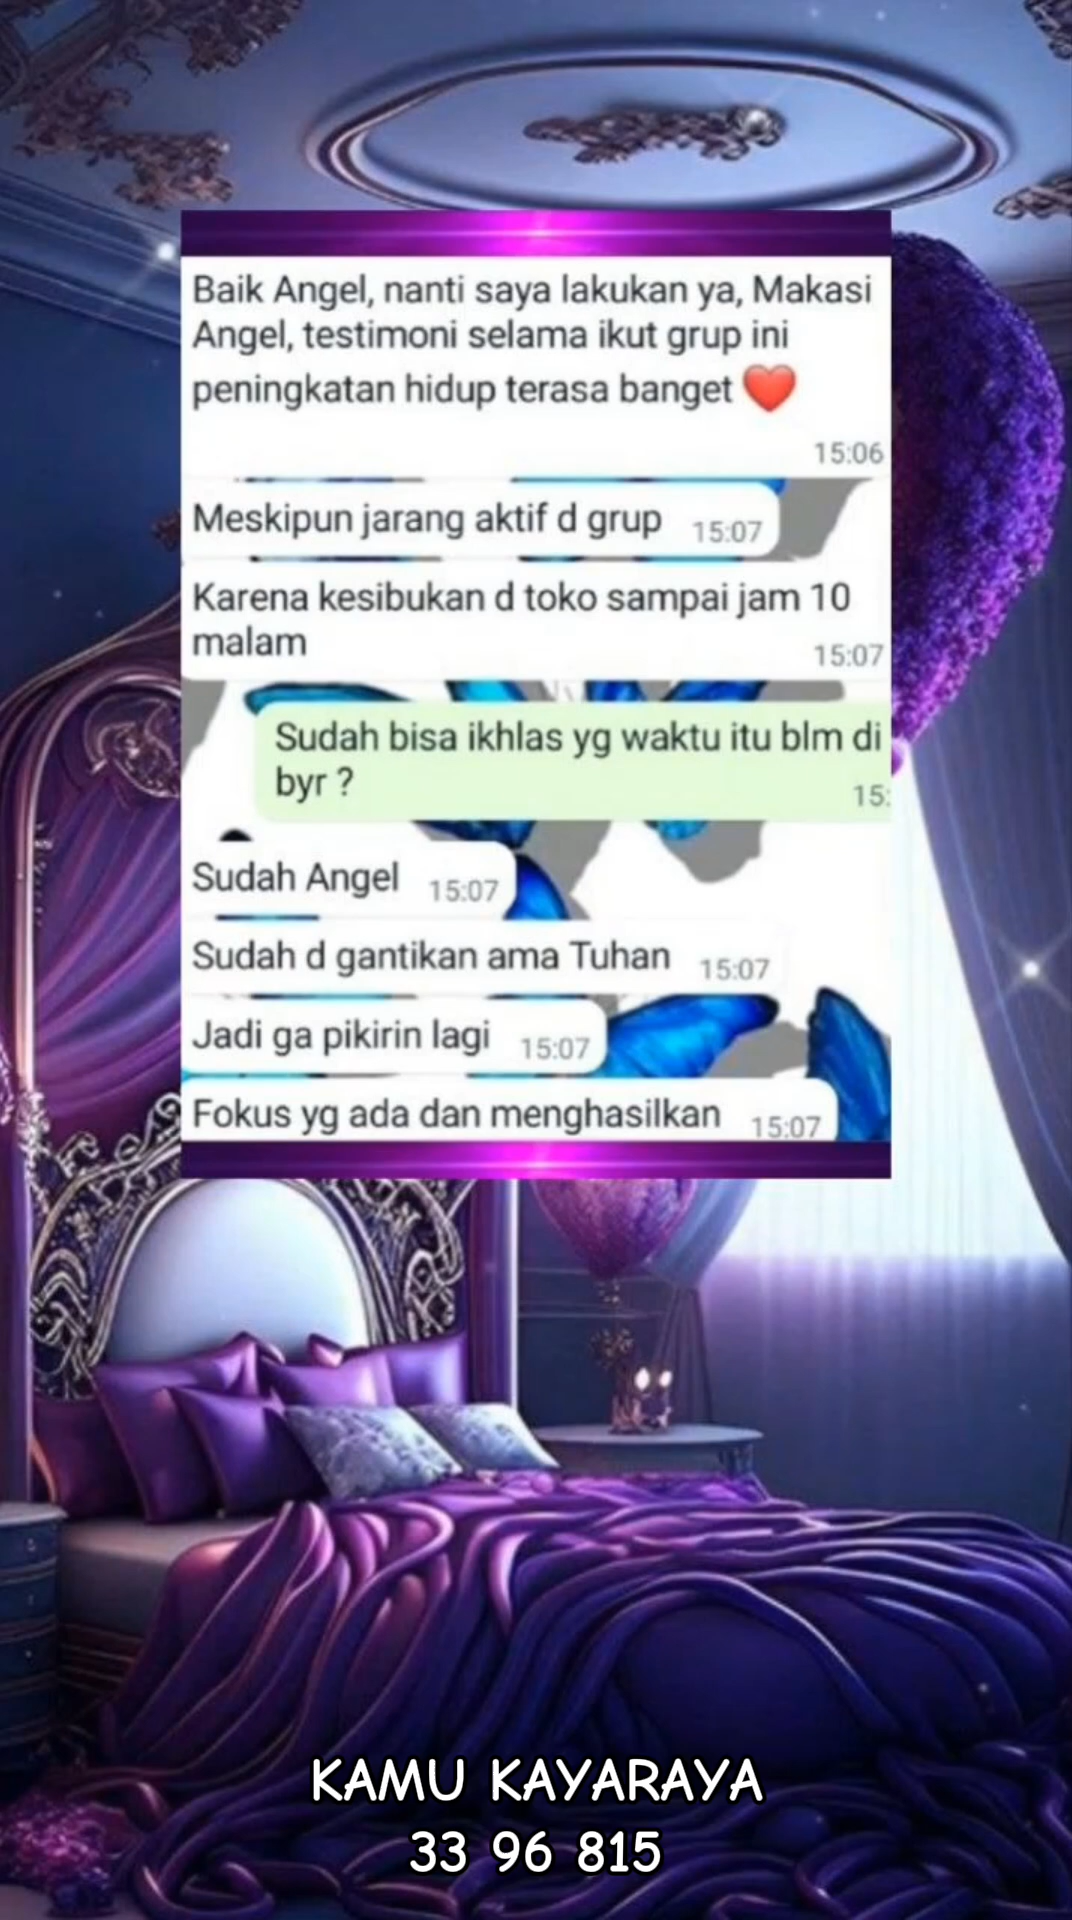 Baik Angel, nanti saya lakukan ya, Makasi
Angel, testimoni selama ikut grup ini
peningkatan hidup terasa banget ❤️
15:06
Meskipun jarang aktif d grup 15:07
Karena kesibukan d toko sampai jam 10
malam 15:07
Sudah bisa ikhlas yg waktu itu blm di
byr ? 15:
Sudah Angel 15:07
Sudah d gantikan ama Tuhan 15:07
Jadi ga pikirin lagi 15:07
Fokus yg ada dan menghasilkan 15:07
KAMU KAYARAYA
33 96 815